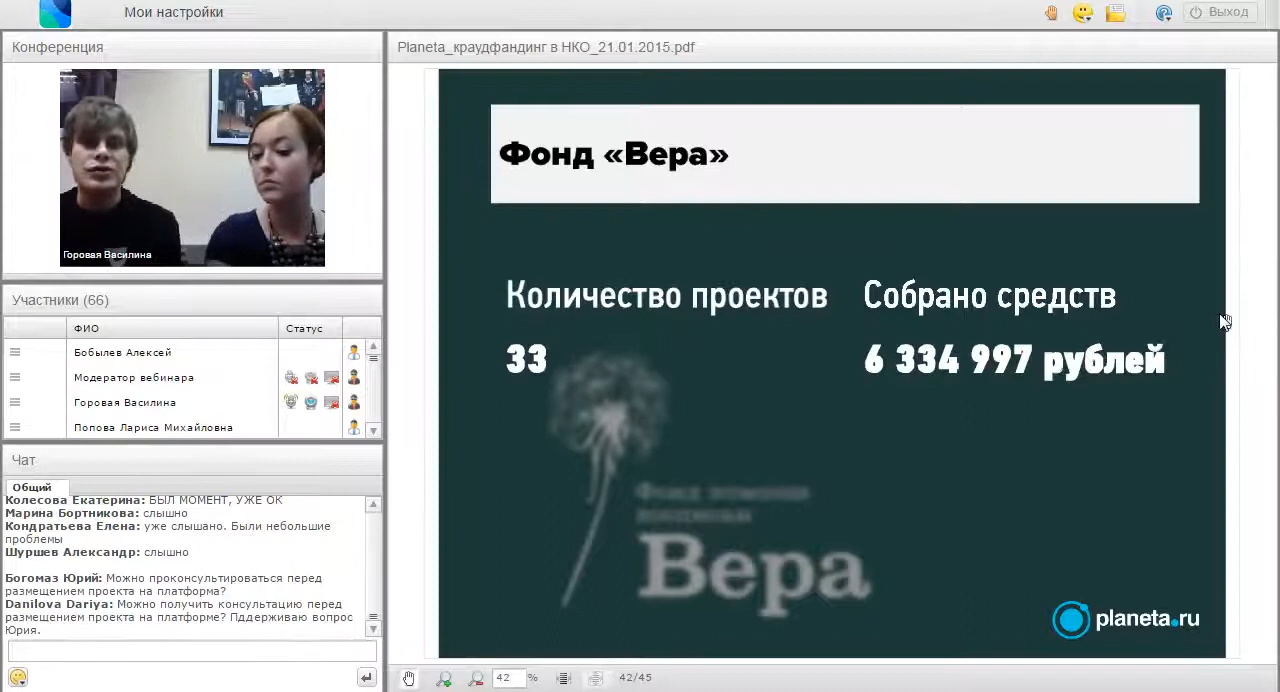 Мои настройки
Выход
Конференция
Planeta_краудфандинг в НКО_21.01.2015.pdf
Горовая Василина
Участники (66)
ФИО
Статус
Бобылев Алексей
Модератор вебинара
Горовая Василина
Попова Лариса Михайловна
Чат
Общий
Колесова Екатерина: БЫЛ МОМЕНТ, УЖЕ ОК
Марина Бортникова: слышно
Кондратьева Елена: уже слышано. Были небольшие
проблемы
Шуршев Александр: слышно
Богомаз Юрий: Можно проконсультироваться перед
размещением проекта на платформа?
Danilova Dariya: Можно получить консультацию перед
размещением проекта на платформе? Пддерживаю вопрос
Юрия.
Фонд «Вера»
Количество проектов
Собрано средств
33
6 334 997 рублей
Фонд помощи
хосписам
Вера
planeta.ru
42 %
42/45